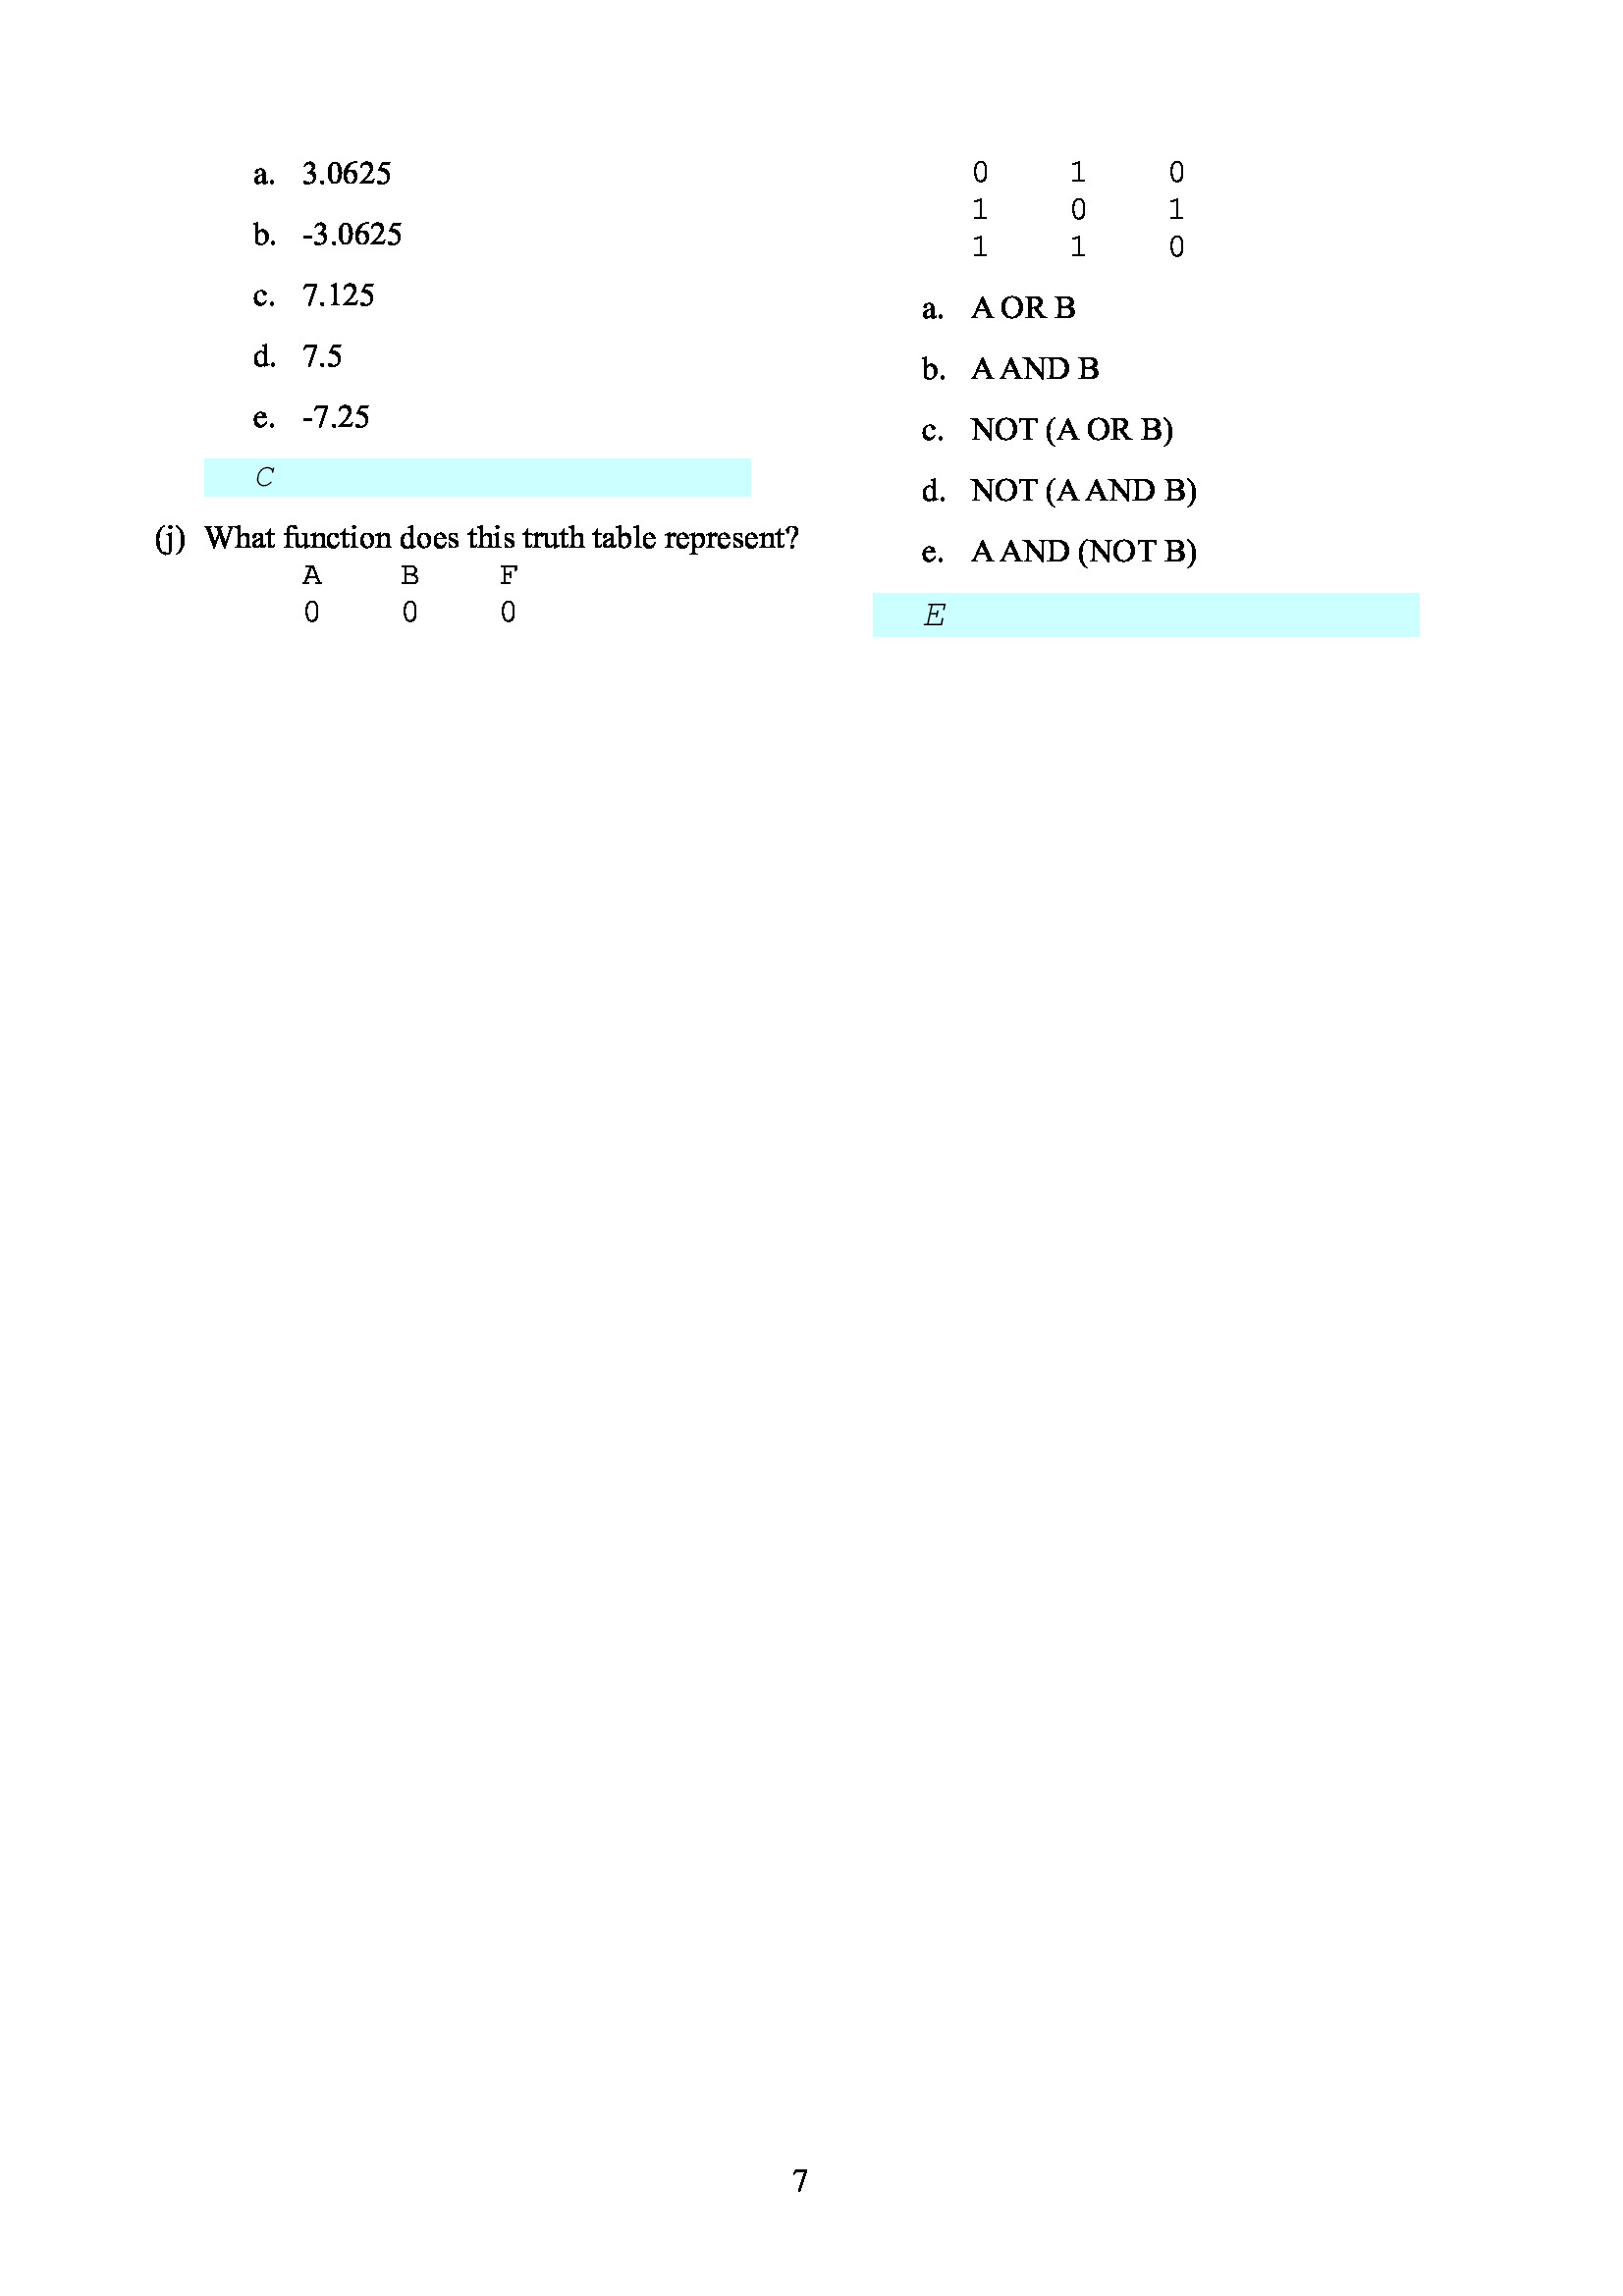 a. 3.0625
b. -3.0625
c. 7.125
d. 7.5
e. -7.25
C
(j) What function does this truth table represent?
A B F
0 0 0
0 1 0
1 0 1
1 1 0
a. A OR B
b. A AND B
c. NOT (A OR B)
d. NOT (A AND B)
e. A AND (NOT B)
E
7